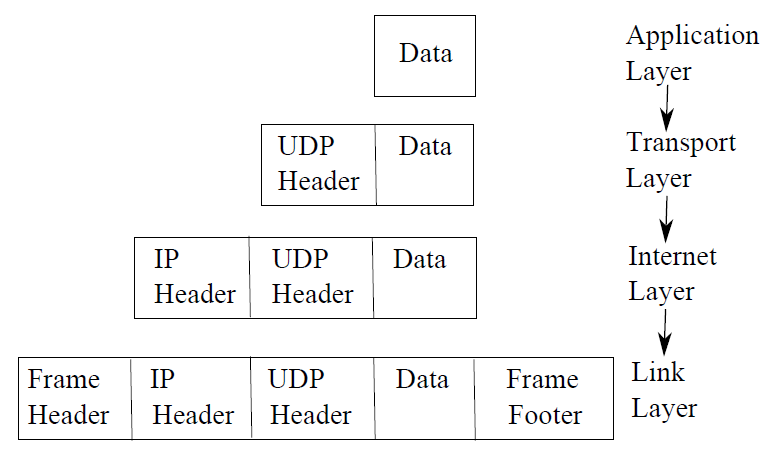 Data
Application
Layer
UDP
Header
Data
Transport
Layer
IP
Header
UDP
Header
Data
Internet
Layer
Frame
Header
IP
Header
UDP
Header
Data
Frame
Footer
Link
Layer